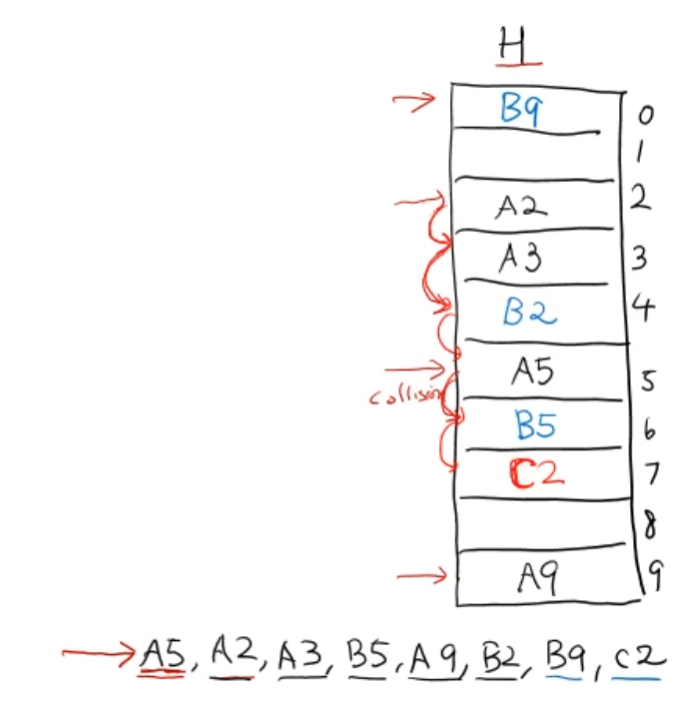 H
B9 0
1
A2 2
A3 3
B2 4
A5 5
collision
B5 6
C2 7
8
A9 9
A5, A2, A3, B5, A9, B2, B9, C2